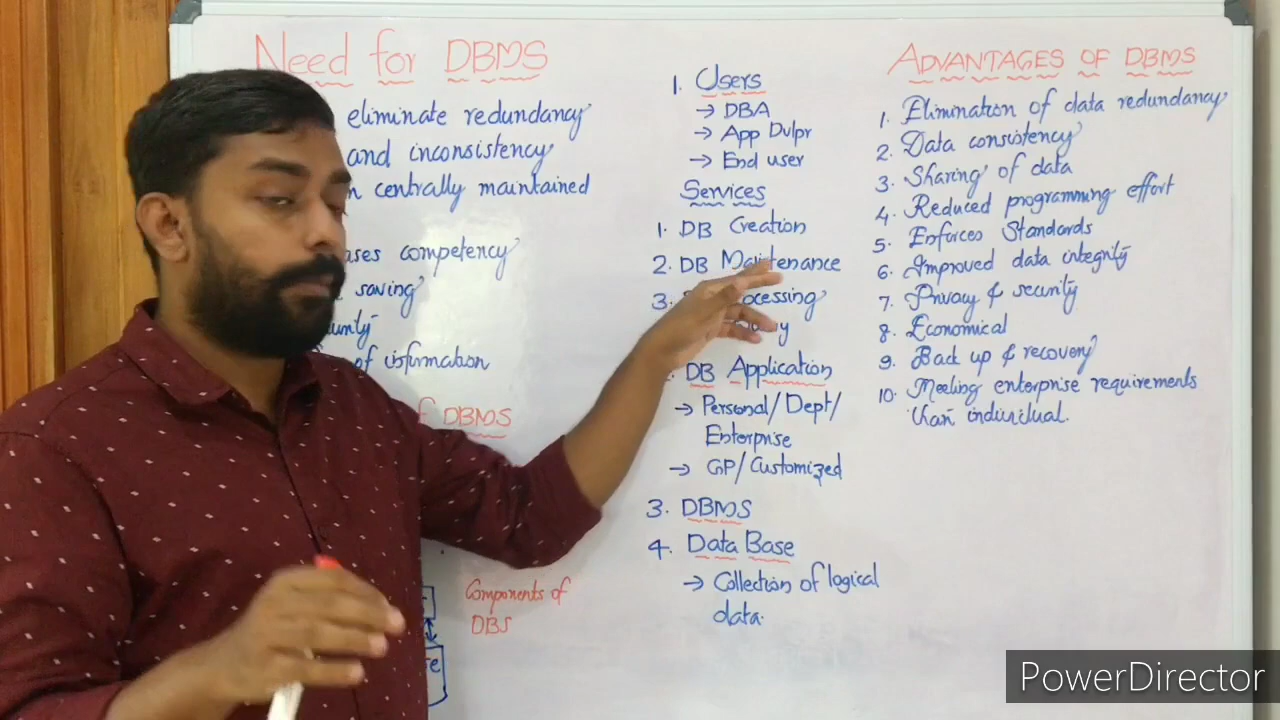 Need for DBMS
eliminate redundancy
and inconsistency
centrally maintained
competency
saving
of information
DBMS
Components of
DBS
1. Users
→ DBA
→ App Dvlpr
→ End user
Services
1. DB Creation
2. DB Maintenance
3.
DB Application
→ Personal/Dept/
Enterprise
→ GP/Customized
3. DBMS
4. Data Base
→ Collection of logical
data.
ADVANTAGES OF DBMS
1. Elimination of data redundancy
2. Data consistency
3. Sharing of data
4. Reduced programming effort
5. Enforces Standards
6. Improved data integrity
7. Privacy & security
8. Economical
9. Back up & recovery
10. Meeting enterprise requirements
than individual.
PowerDirector